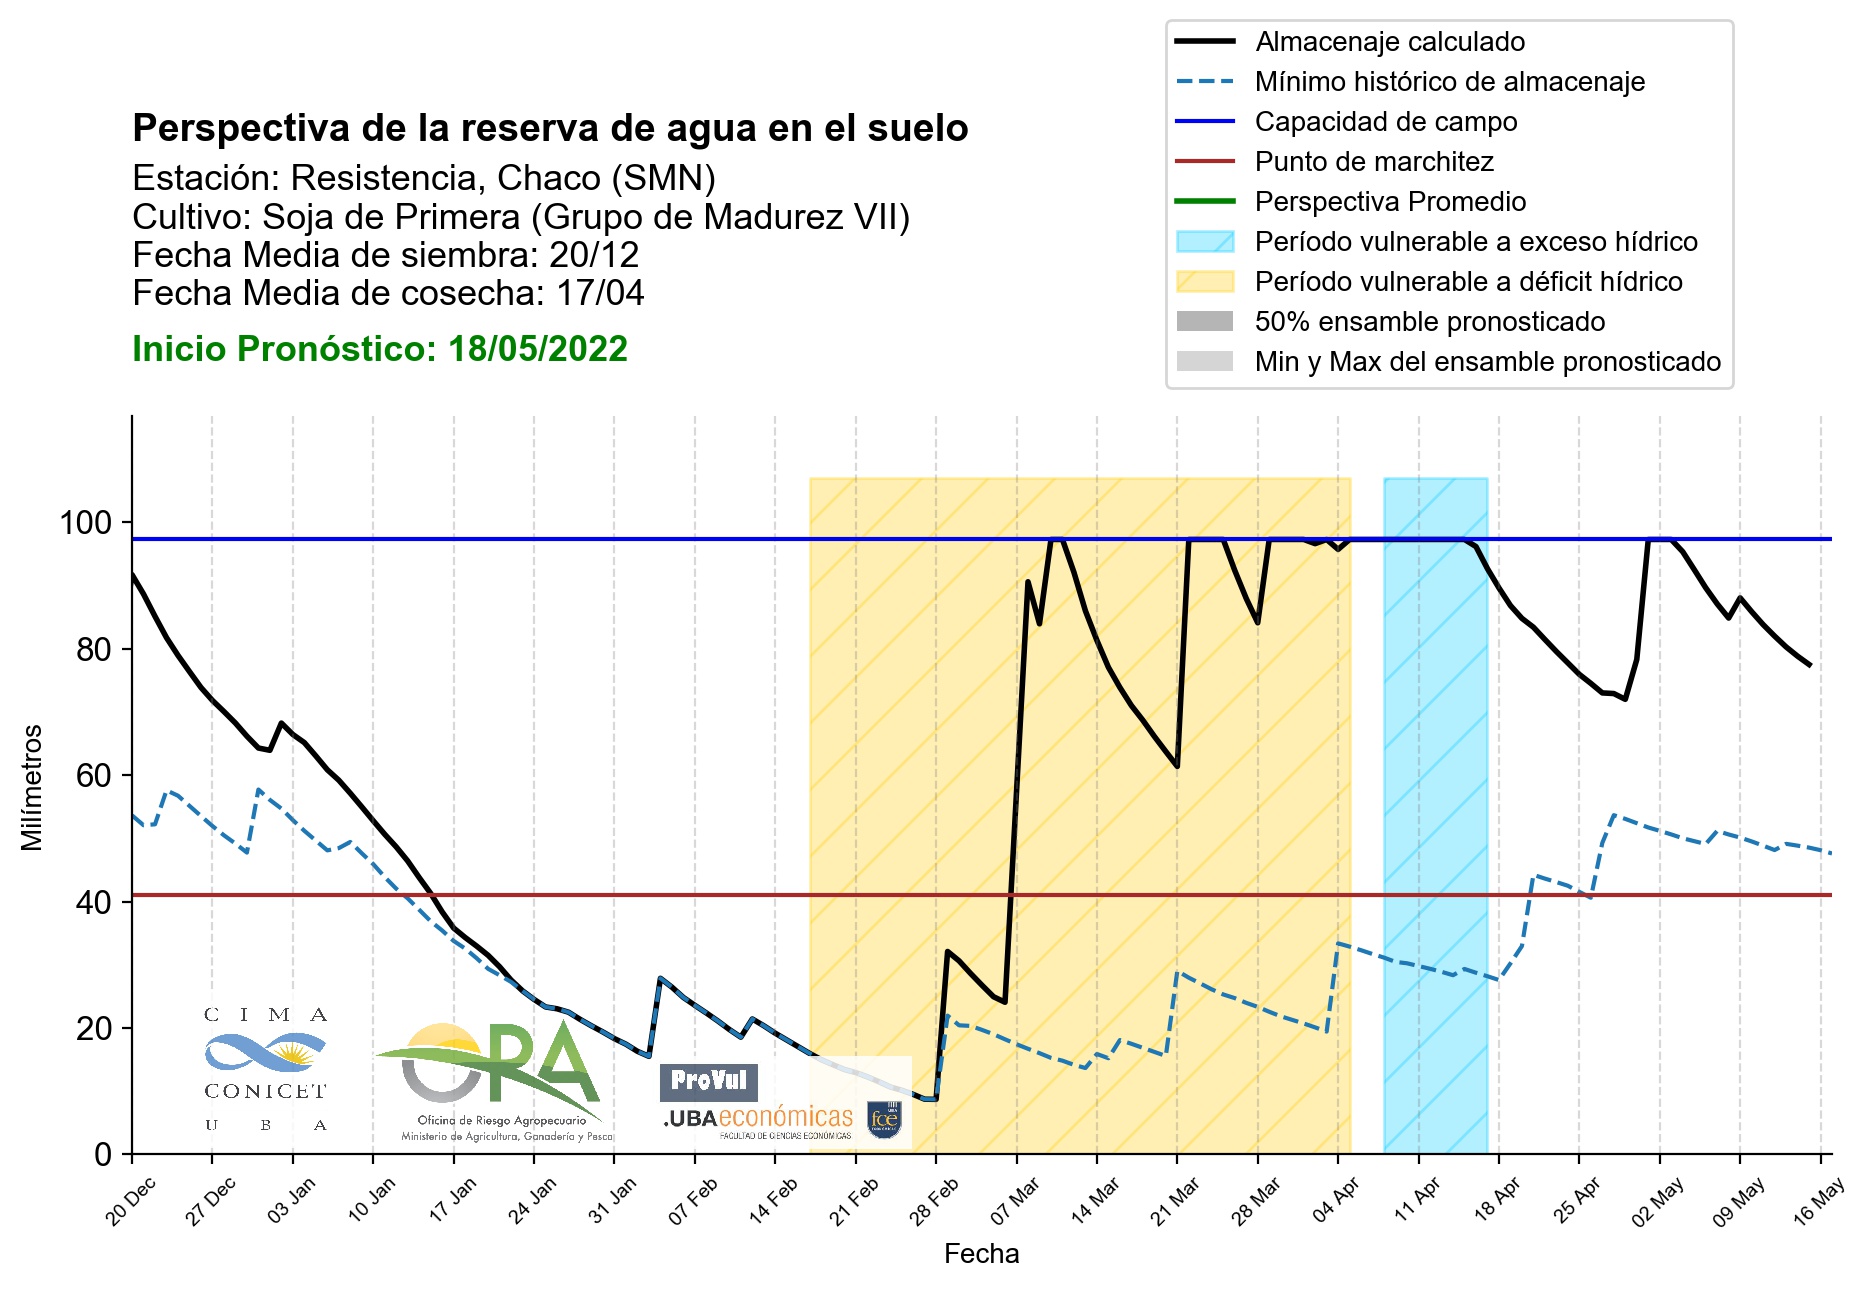 Almacenaje calculado
Mínimo histórico de almacenaje
Capacidad de campo
Punto de marchitez
Perspectiva Promedio
Período vulnerable a exceso hídrico
Período vulnerable a déficit hídrico
50% ensamble pronosticado
Min y Max del ensamble pronosticado
Perspectiva de la reserva de agua en el suelo
Estación: Resistencia, Chaco (SMN)
Cultivo: Soja de Primera (Grupo de Madurez VII)
Fecha Media de siembra: 20/12
Fecha Media de cosecha: 17/04
Inicio Pronóstico: 18/05/2022
Milímetros
100
80
60
40
20
0
CIMA
CONICET
UBA
ORA
Oficina de Riesgo Agropecuario
Ministerio de Agricultura, Ganadería y Pesca
ProVul
.UBAeconómicas
FACULTAD DE CIENCIAS ECONÓMICAS
UBA
fce
ECONÓMICAS
20 Dec
27 Dec
03 Jan
10 Jan
17 Jan
24 Jan
31 Jan
07 Feb
14 Feb
21 Feb
28 Feb
07 Mar
14 Mar
21 Mar
28 Mar
04 Apr
11 Apr
18 Apr
25 Apr
02 May
09 May
16 May
Fecha